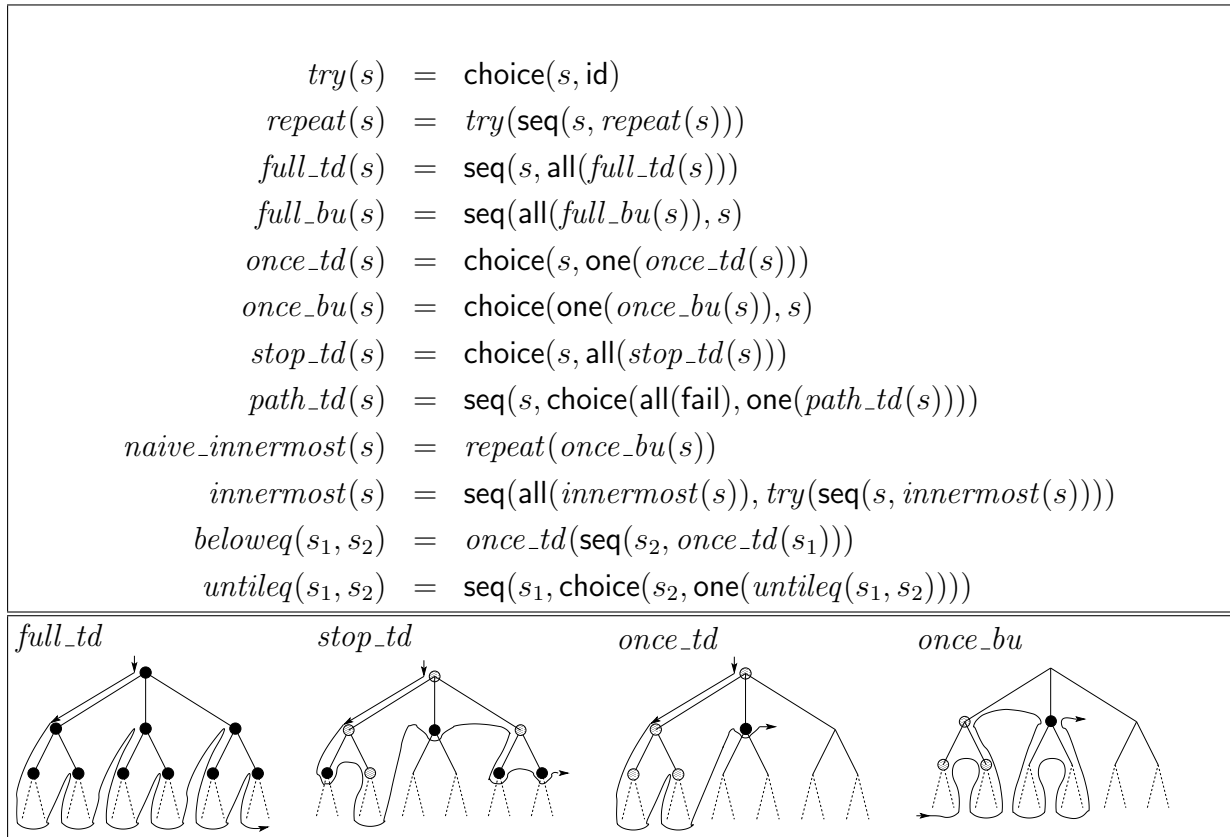 try(s) = choice(s, id)
repeat(s) = try(seq(s, repeat(s)))
full_td(s) = seq(s, all(full_td(s)))
full_bu(s) = seq(all(full_bu(s)), s)
once_td(s) = choice(s, one(once_td(s)))
once_bu(s) = choice(one(once_bu(s)), s)
stop_td(s) = choice(s, all(stop_td(s)))
path_td(s) = seq(s, choice(all(fail), one(path_td(s))))
naive_innermost(s) = repeat(once_bu(s))
innermost(s) = seq(all(innermost(s)), try(seq(s, innermost(s))))
beloweq(s₁, s₂) = once_td(seq(s₂, once_td(s₁)))
untileq(s₁, s₂) = seq(s₁, choice(s₂, one(untileq(s₁, s₂))))
full_td stop_td once_td once_bu